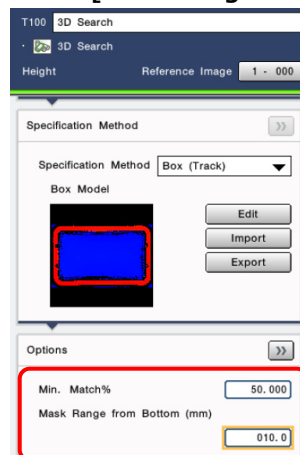 T100 3D Search
3D Search
Height Reference Image 1 - 000
Specification Method
Specification Method Box (Track)
Box Model
Edit
Import
Export
Options
Min. Match% 50.000
Mask Range from Bottom (mm)
010.0